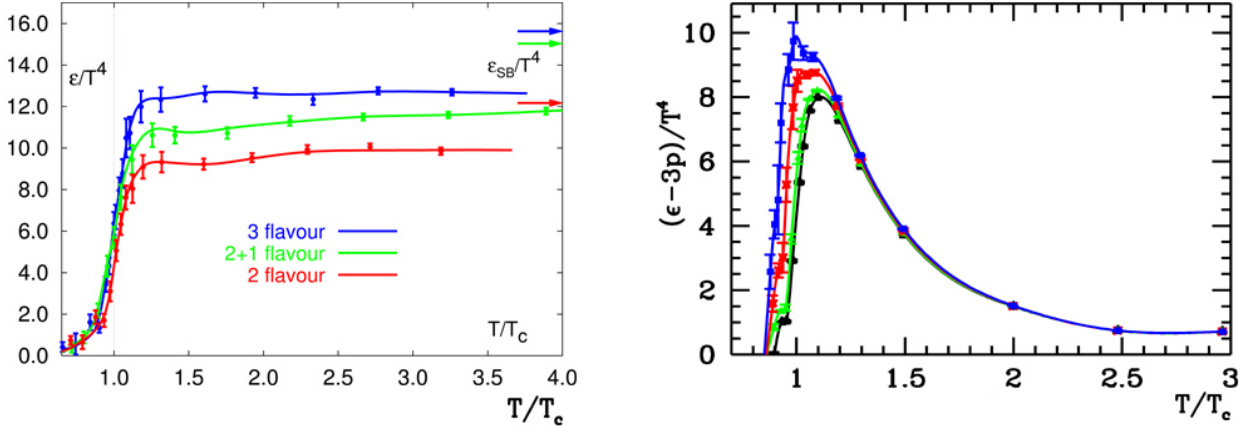 16.0
14.0
12.0
10.0
8.0
6.0
4.0
2.0
0.0
ε/T⁴
ε_SB/T⁴
3 flavour
2+1 flavour
2 flavour
T/T_c
1.0 1.5 2.0 2.5 3.0 3.5 4.0
T/T_c
(ϵ-3p)/T⁴
10
8
6
4
2
0
1 1.5 2 2.5 3
T/T_c